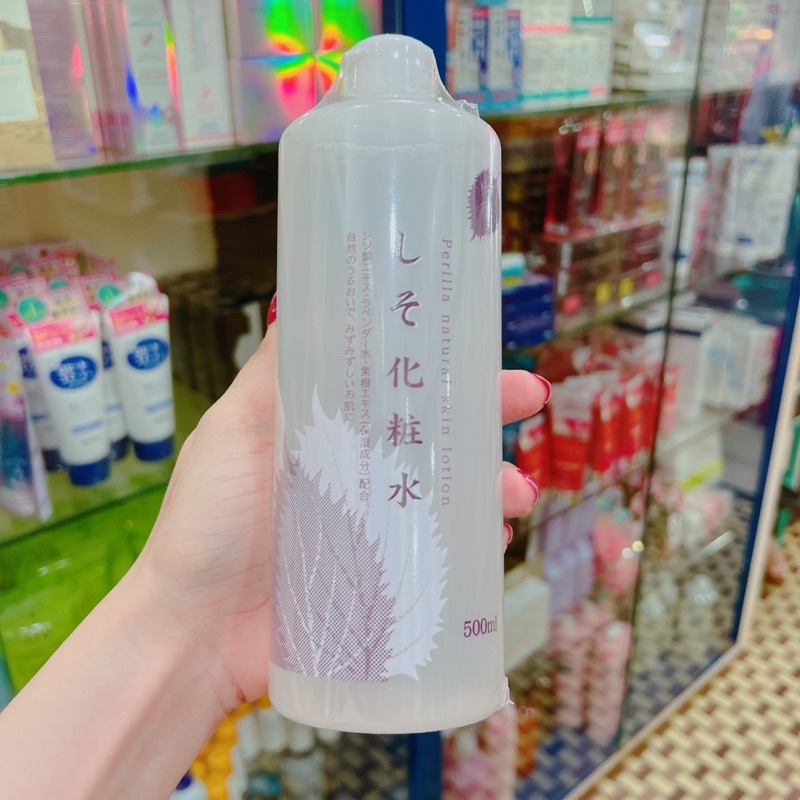 しそ化粧水
Perilla natural skin lotion
シソ葉エキス・ラベンダー水・紫根エキス(保湿成分)配合。
自然のうるおいで、みずみずしいお肌に
500ml